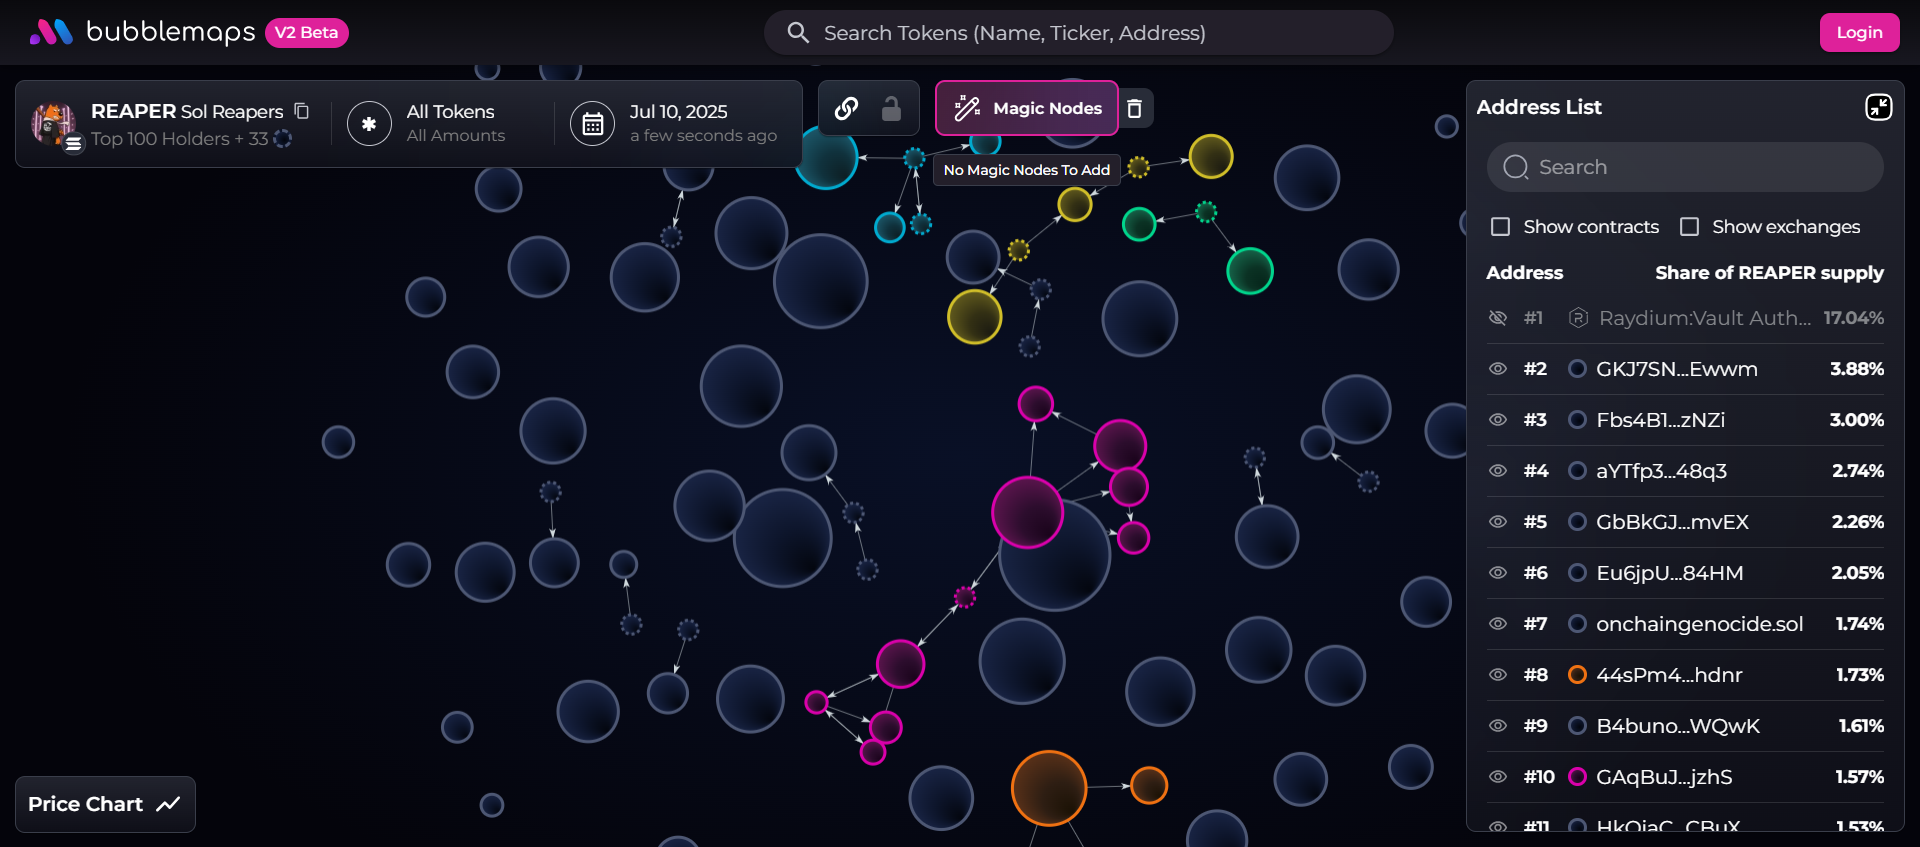 bubblemaps V2 Beta
Search Tokens (Name, Ticker, Address)
Login
REAPER Sol Reapers
Top 100 Holders + 33
All Tokens
All Amounts
Jul 10, 2025
a few seconds ago
Magic Nodes
No Magic Nodes To Add
Address List
Search
Show contracts
Show exchanges
Address Share of REAPER supply
#1 Raydium:Vault Auth... 17.04%
#2 GKJ7SN...Ewwm 3.88%
#3 Fbs4B1...zNZi 3.00%
#4 aYTfp3...48q3 2.74%
#5 GbBkGJ...mvEX 2.26%
#6 Eu6jpU...84HM 2.05%
#7 onchaingenocide.sol 1.74%
#8 44sPm4...hdnr 1.73%
#9 B4buno...WQwK 1.61%
#10 GAqBuJ...jzhS 1.57%
#11 1.53%
Price Chart